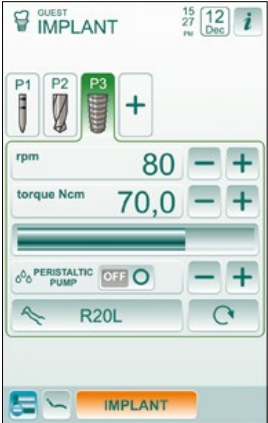 GUEST
IMPLANT
15
27
PM
12
Dec
i
P1 P2 P3
+
rpm 80 − +
torque Ncm 70,0 − +
PERISTALTIC
PUMP OFF − +
R20L
IMPLANT